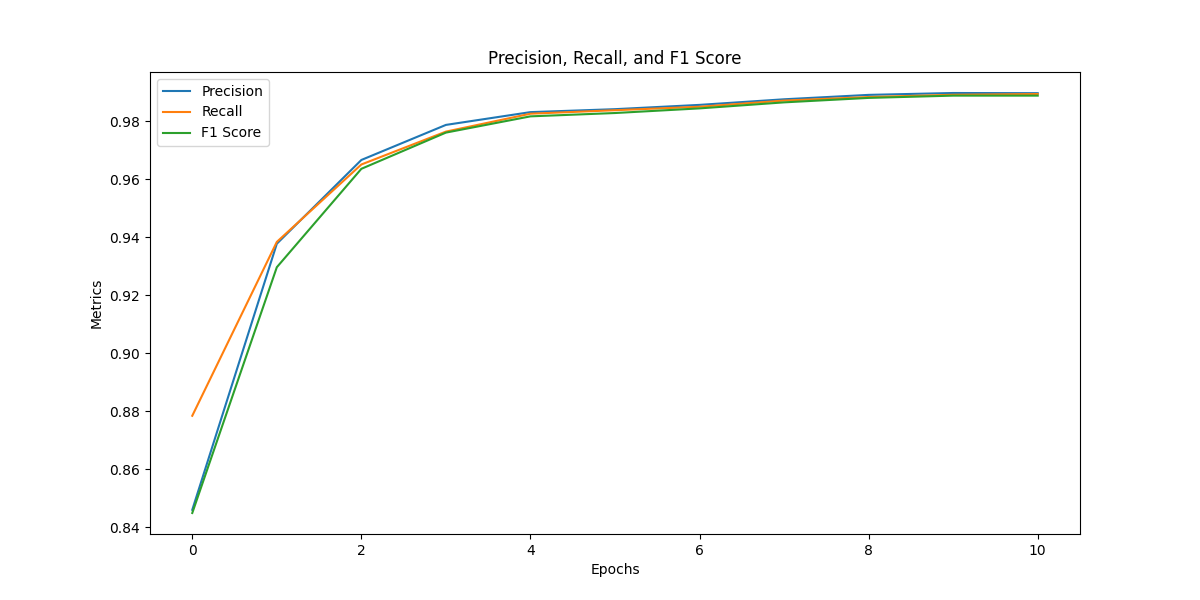 Precision, Recall, and F1 Score
Precision
Recall
F1 Score
0.98
0.96
0.94
0.92
0.90
0.88
0.86
0.84
Metrics
0 2 4 6 8 10
Epochs